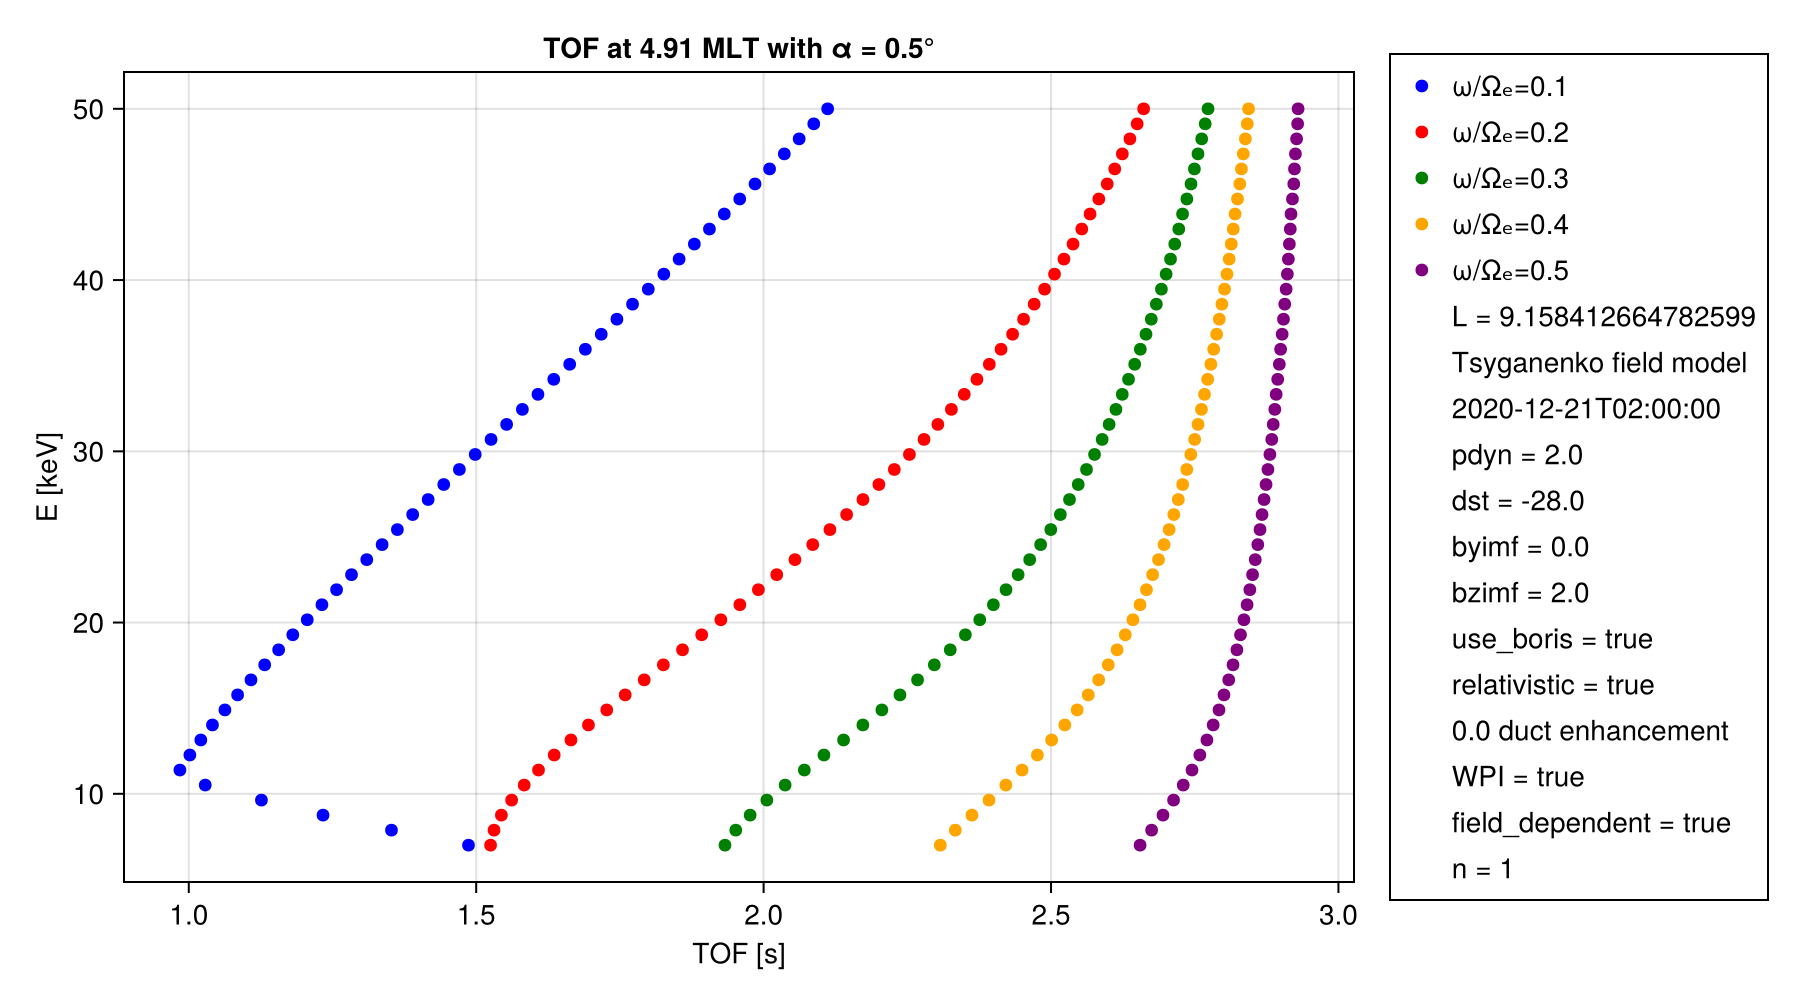 TOF at 4.91 MLT with α = 0.5°
E [keV]
50
40
30
20
10
1.0 1.5 2.0 2.5 3.0
TOF [s]
ω/Ωₑ=0.1
ω/Ωₑ=0.2
ω/Ωₑ=0.3
ω/Ωₑ=0.4
ω/Ωₑ=0.5
L = 9.158412664782599
Tsyganenko field model
2020-12-21T02:00:00
pdyn = 2.0
dst = -28.0
byimf = 0.0
bzimf = 2.0
use_boris = true
relativistic = true
0.0 duct enhancement
WPI = true
field_dependent = true
n = 1